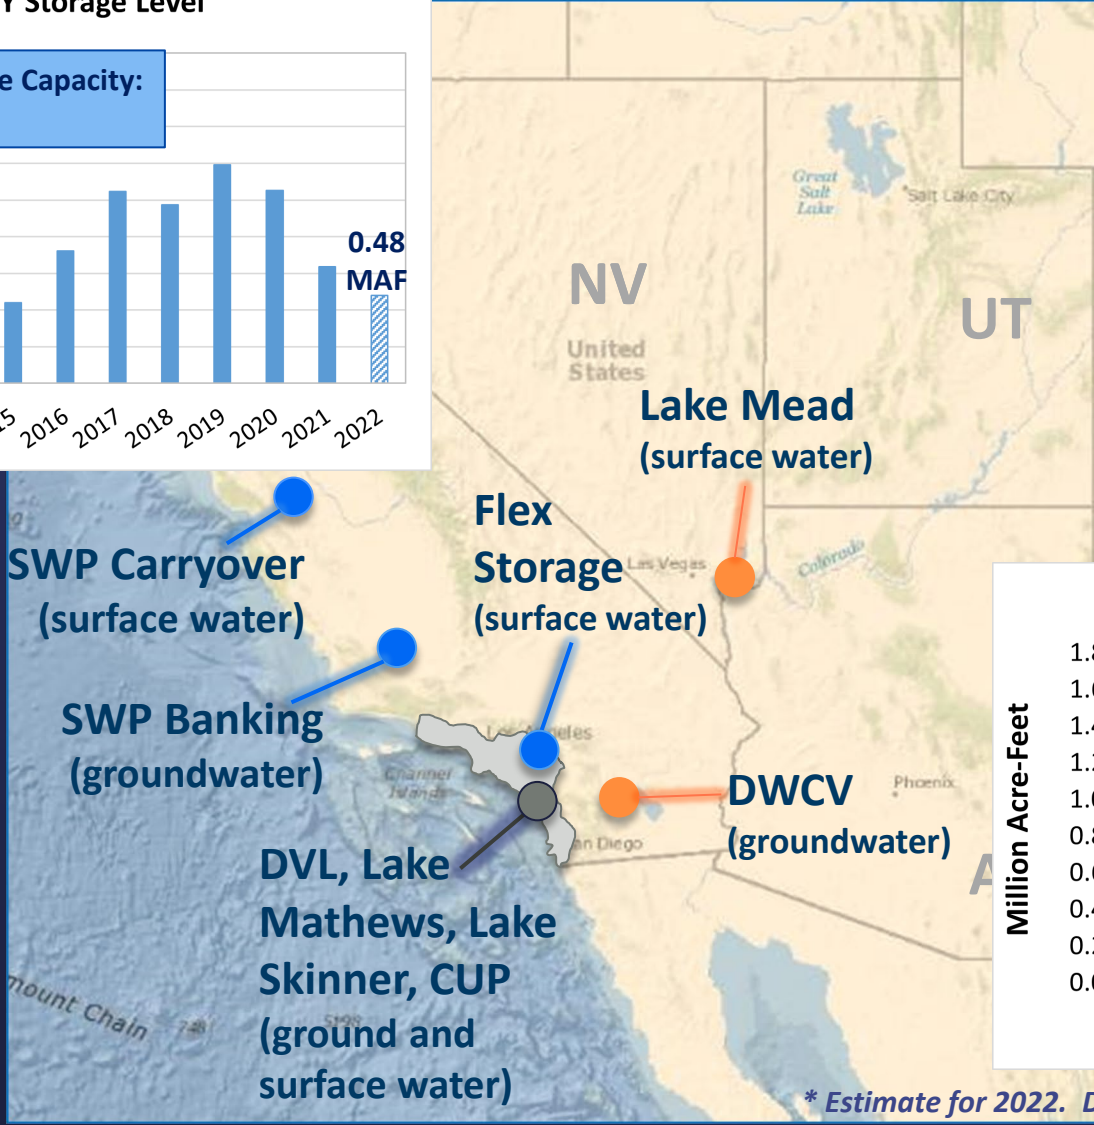 Y Storage Level
e Capacity:
0.48
MAF
2016
2017
2018
2019
2020
2021
2022
Great
Salt
Lake
Salt Lake City
NV
UT
United
States
Lake Mead
(surface water)
Flex
Storage
(surface water)
Las Vegas
Colorado
SWP Carryover
(surface water)
SWP Banking
(groundwater)
Channel
Islands
DWCV
(groundwater)
Phoenix
an Diego
DVL, Lake
Mathews, Lake
Skinner, CUP
(ground and
surface water)
mount Chain
Million Acre-Feet
* Estimate for 2022. D